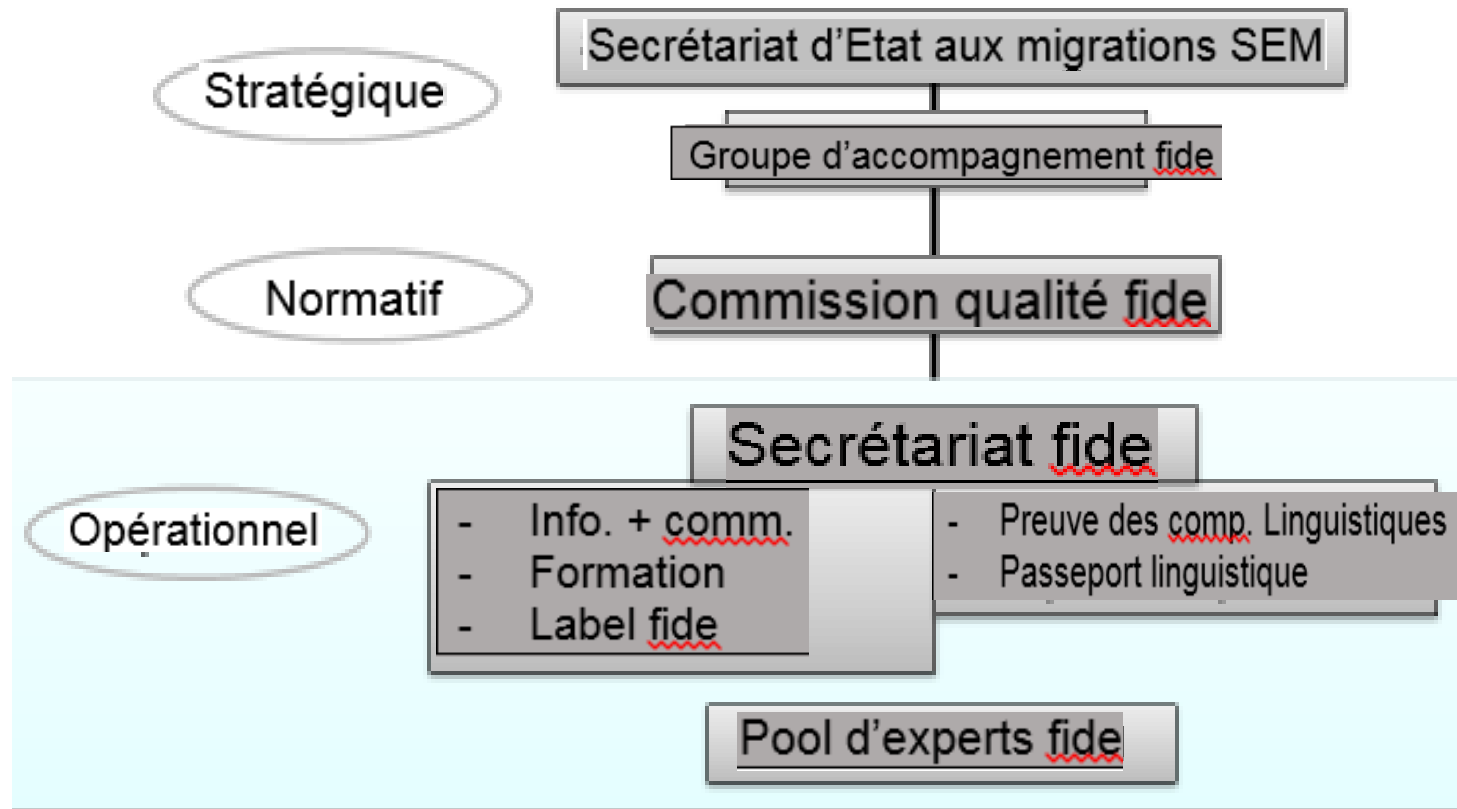 Secrétariat d’Etat aux migrations SEM
Stratégique
Groupe d’accompagnement fide
Normatif
Commission qualité fide
Secrétariat fide
Opérationnel
- Info. + comm.
- Formation
- Label fide
- Preuve des comp. Linguistiques
- Passeport linguistique
Pool d’experts fide